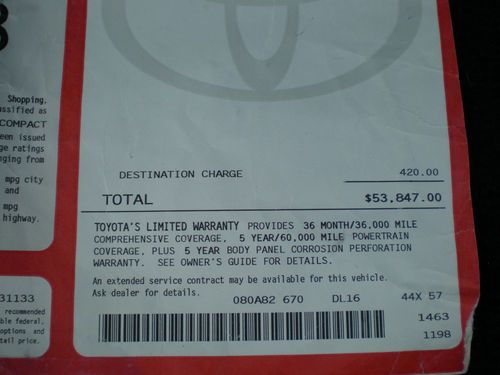 8
Shopping,
ssified as
COMPACT
een issued
ge ratings
nging from
mpg city
and
mpg
highway.
31133
recommended
ble federal,
options and
tail price.
DESTINATION CHARGE 420.00
TOTAL $53,847.00
TOYOTA'S LIMITED WARRANTY PROVIDES 36 MONTH/36,000 MILE
COMPREHENSIVE COVERAGE, 5 YEAR/60,000 MILE POWERTRAIN
COVERAGE, PLUS 5 YEAR BODY PANEL CORROSION PERFORATION
WARRANTY. SEE OWNER'S GUIDE FOR DETAILS.
An extended service contract may be available for this vehicle.
Ask dealer for details.
080A82 670 DL16 44X 57
1463
1198